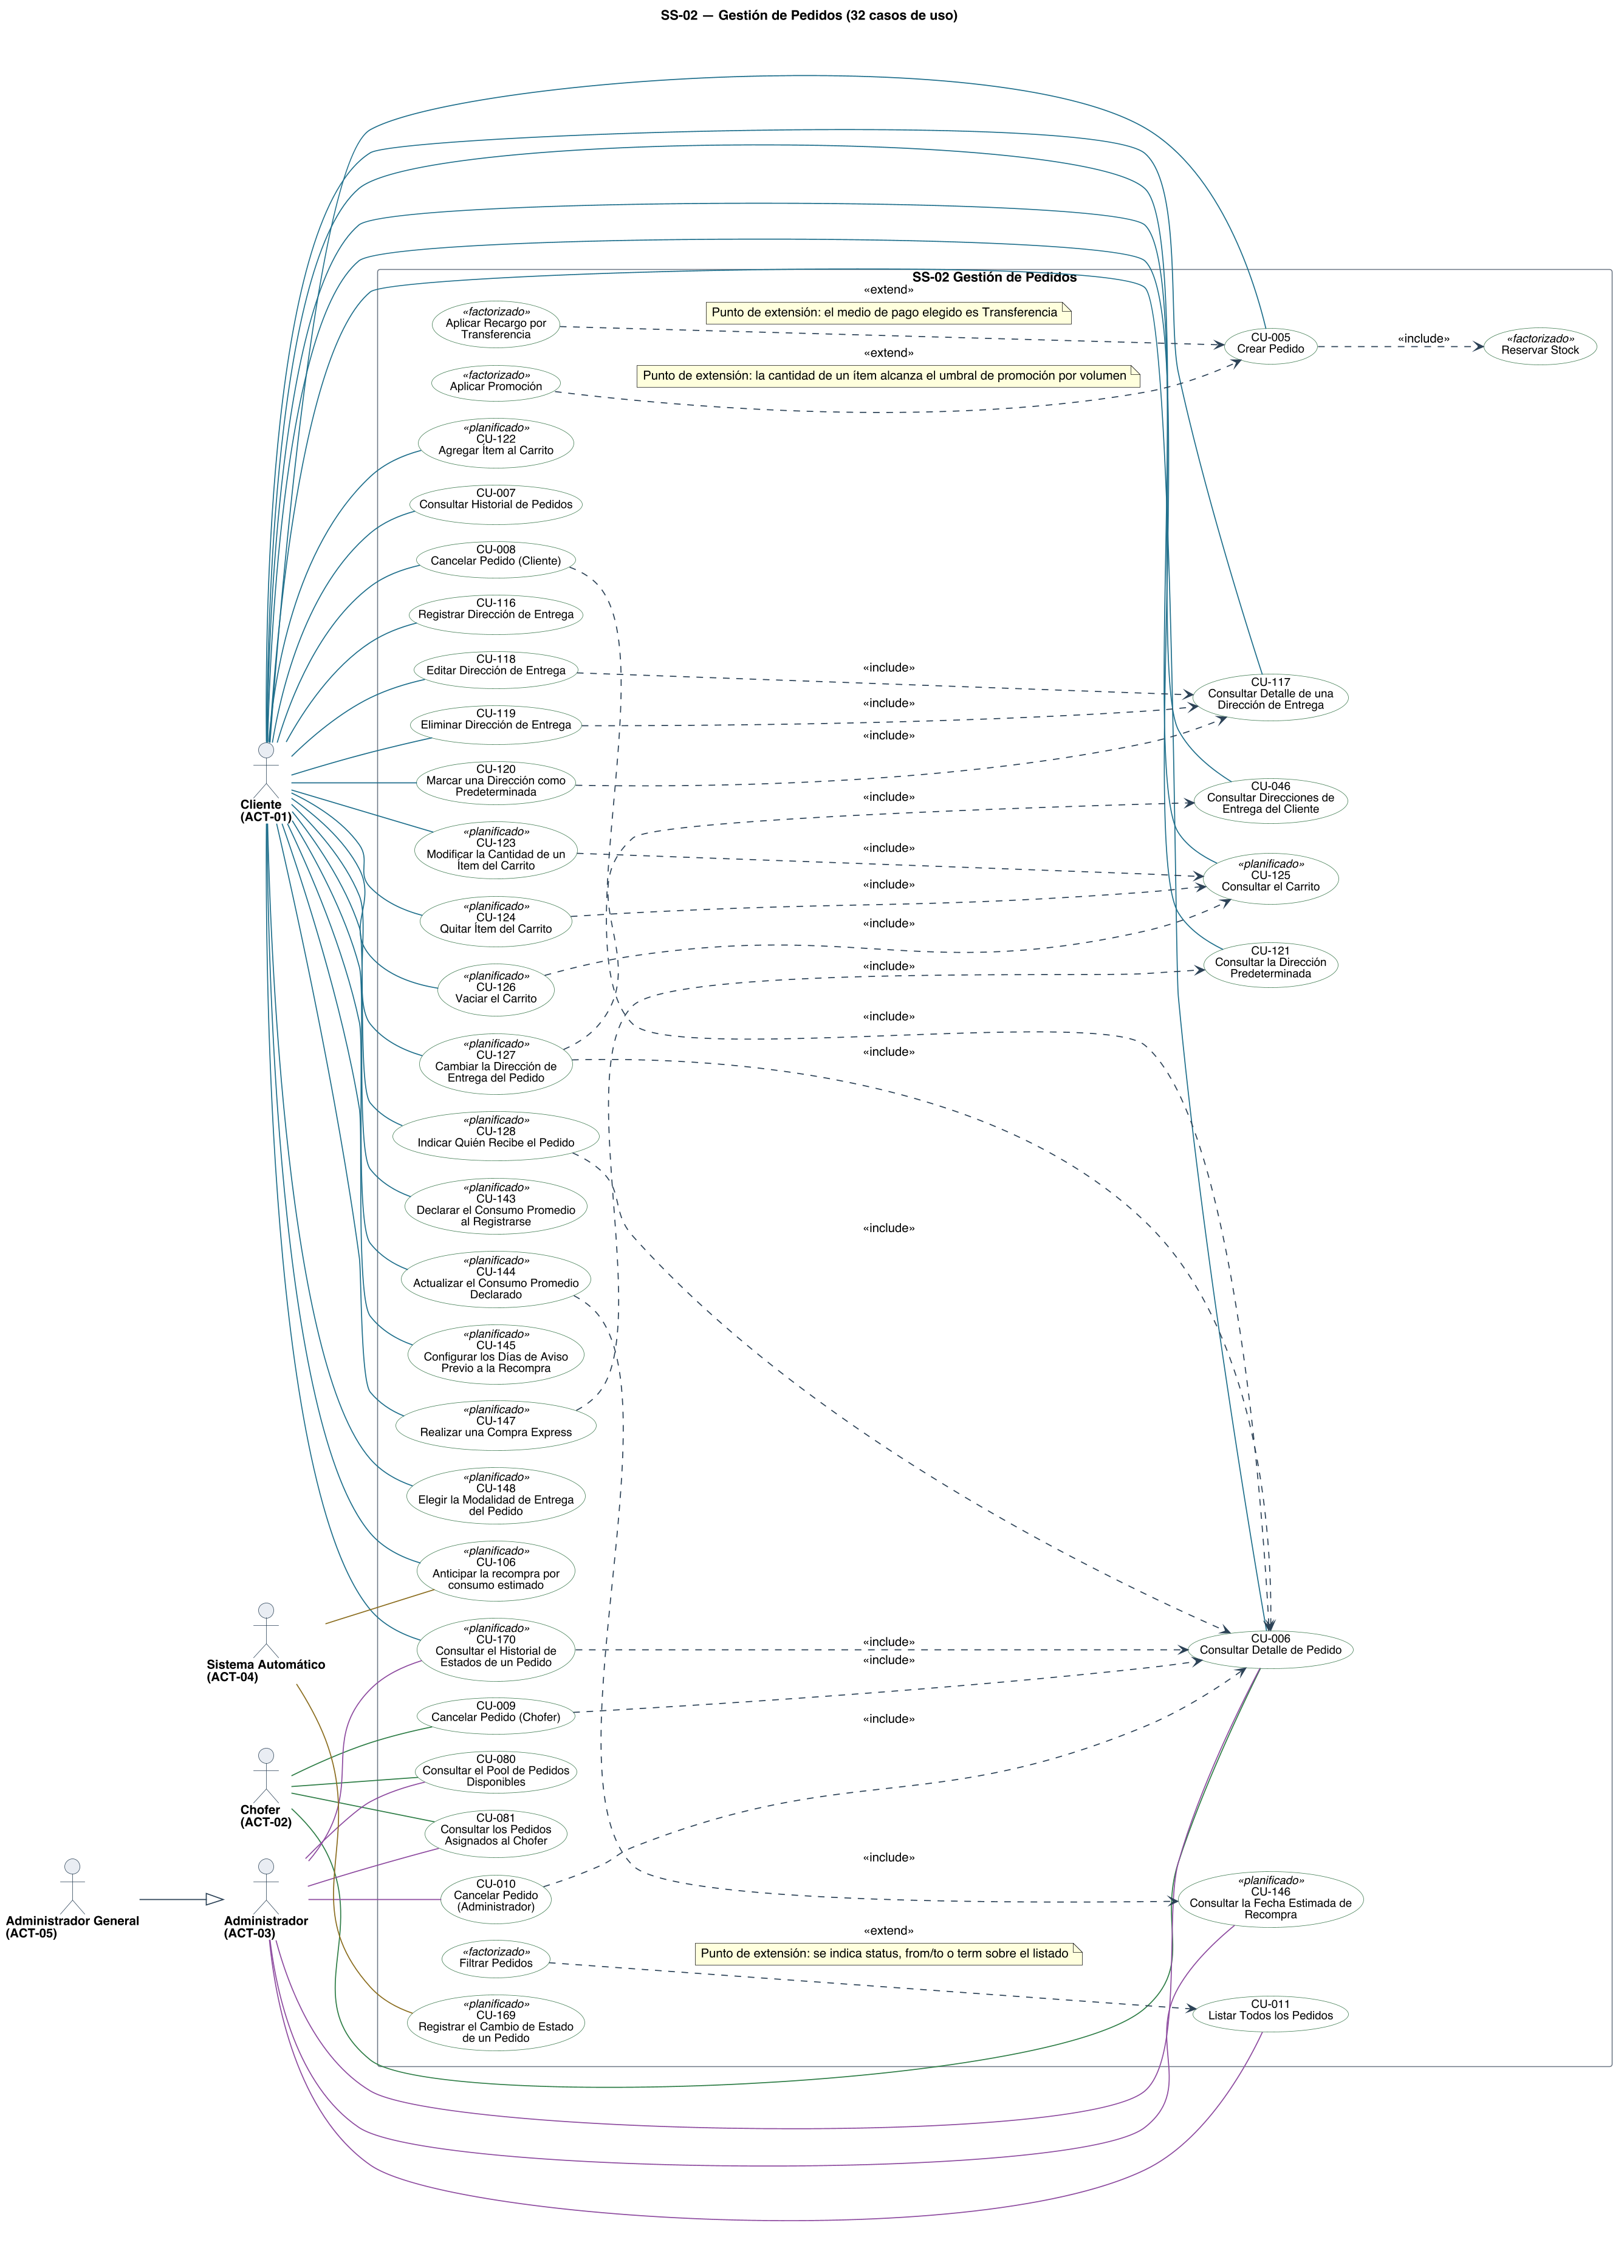 SS-02 — Gestión de Pedidos (32 casos de uso)
SS-02 Gestión de Pedidos
«extend»
Punto de extensión: el medio de pago elegido es Transferencia
«factorizado»
Aplicar Recargo por
Transferencia
CU-005
Crear Pedido
«include»
«factorizado»
Reservar Stock
«extend»
Punto de extensión: la cantidad de un ítem alcanza el umbral de promoción por volumen
«factorizado»
Aplicar Promoción
«planificado»
CU-122
Agregar Ítem al Carrito
CU-007
Consultar Historial de Pedidos
CU-008
Cancelar Pedido (Cliente)
CU-116
Registrar Dirección de Entrega
CU-118
Editar Dirección de Entrega
«include»
CU-117
Consultar Detalle de una
Dirección de Entrega
CU-119
Eliminar Dirección de Entrega
«include»
«include»
CU-120
Marcar una Dirección como
Predeterminada
Cliente
(ACT-01)
«include»
CU-046
Consultar Direcciones de
Entrega del Cliente
«planificado»
CU-123
Modificar la Cantidad de un
Ítem del Carrito
«include»
«planificado»
CU-125
Consultar el Carrito
«include»
«planificado»
CU-124
Quitar Ítem del Carrito
«include»
CU-121
Consultar la Dirección
Predeterminada
«include»
«planificado»
CU-126
Vaciar el Carrito
«include»
«planificado»
CU-127
Cambiar la Dirección de
Entrega del Pedido
«include»
«planificado»
CU-128
Indicar Quién Recibe el Pedido
«planificado»
CU-143
Declarar el Consumo Promedio
al Registrarse
«include»
«planificado»
CU-144
Actualizar el Consumo Promedio
Declarado
«planificado»
CU-145
Configurar los Días de Aviso
Previo a la Recompra
«planificado»
CU-147
Realizar una Compra Express
«planificado»
CU-148
Elegir la Modalidad de Entrega
del Pedido
«planificado»
CU-106
Anticipar la recompra por
consumo estimado
Sistema Automático
(ACT-04)
«planificado»
CU-170
Consultar el Historial de
Estados de un Pedido
«include»
CU-006
Consultar Detalle de Pedido
«include»
CU-009
Cancelar Pedido (Chofer)
«include»
CU-080
Consultar el Pool de Pedidos
Disponibles
Chofer
(ACT-02)
CU-081
Consultar los Pedidos
Asignados al Chofer
«include»
CU-010
Cancelar Pedido
(Administrador)
«planificado»
CU-146
Consultar la Fecha Estimada de
Recompra
Administrador General
(ACT-05)
Administrador
(ACT-03)
«extend»
Punto de extensión: se indica status, from/to o term sobre el listado
«factorizado»
Filtrar Pedidos
CU-011
Listar Todos los Pedidos
«planificado»
CU-169
Registrar el Cambio de Estado
de un Pedido